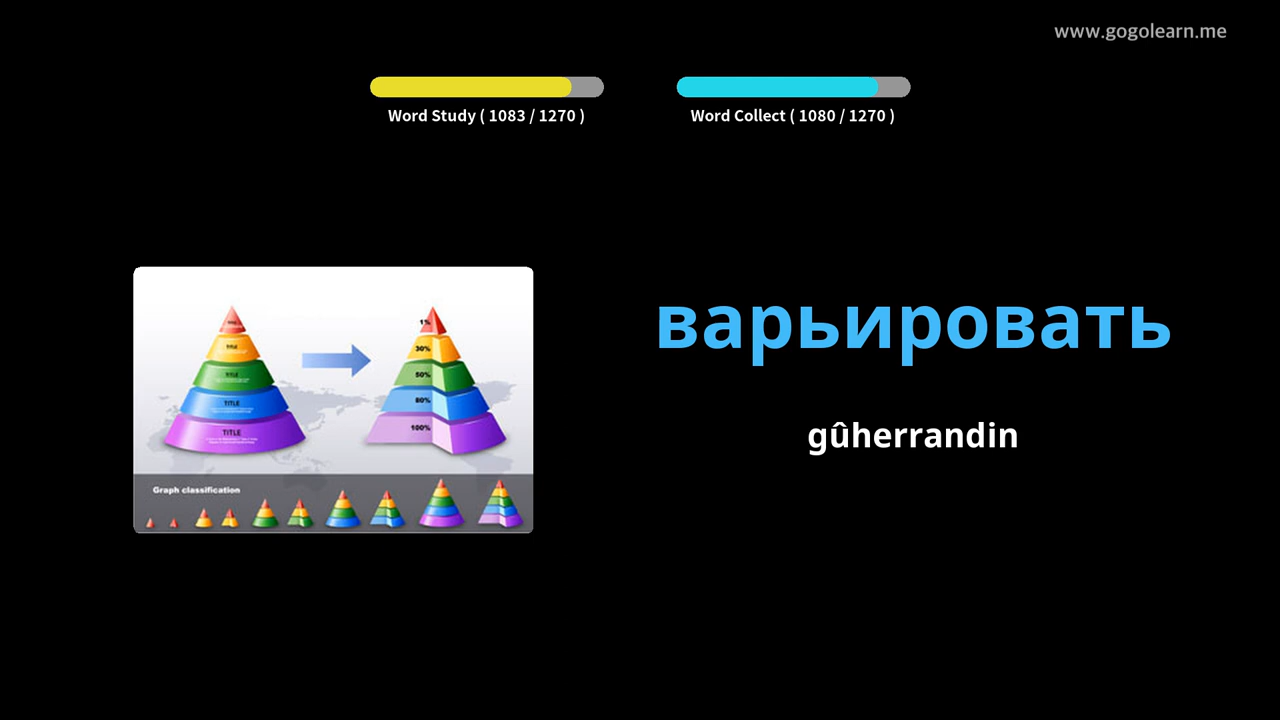 www.gogolearn.me
Word Study ( 1083 / 1270 )
Word Collect ( 1080 / 1270 )
варьировать
gûherrandin
TITLE
TITLE
TITLE
TITLE
1%
30%
50%
80%
100%
Graph classification